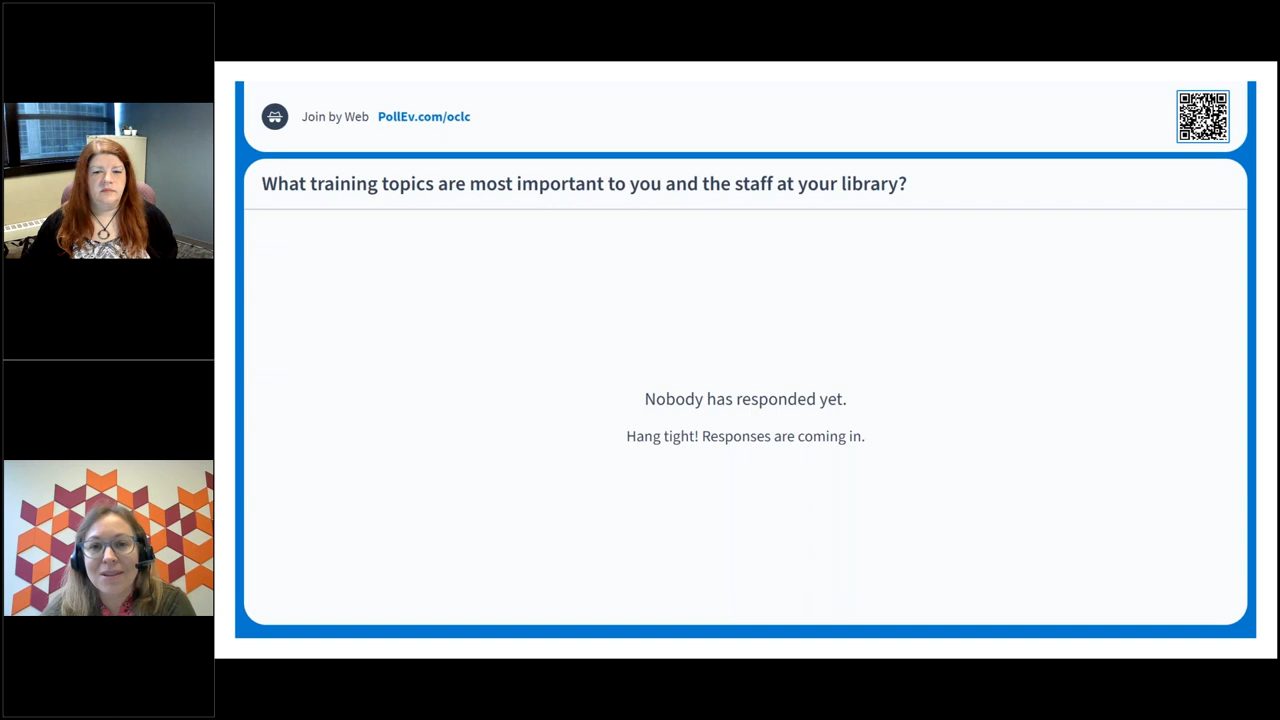 Join by Web PollEv.com/oclc
What training topics are most important to you and the staff at your library?
Nobody has responded yet.
Hang tight! Responses are coming in.